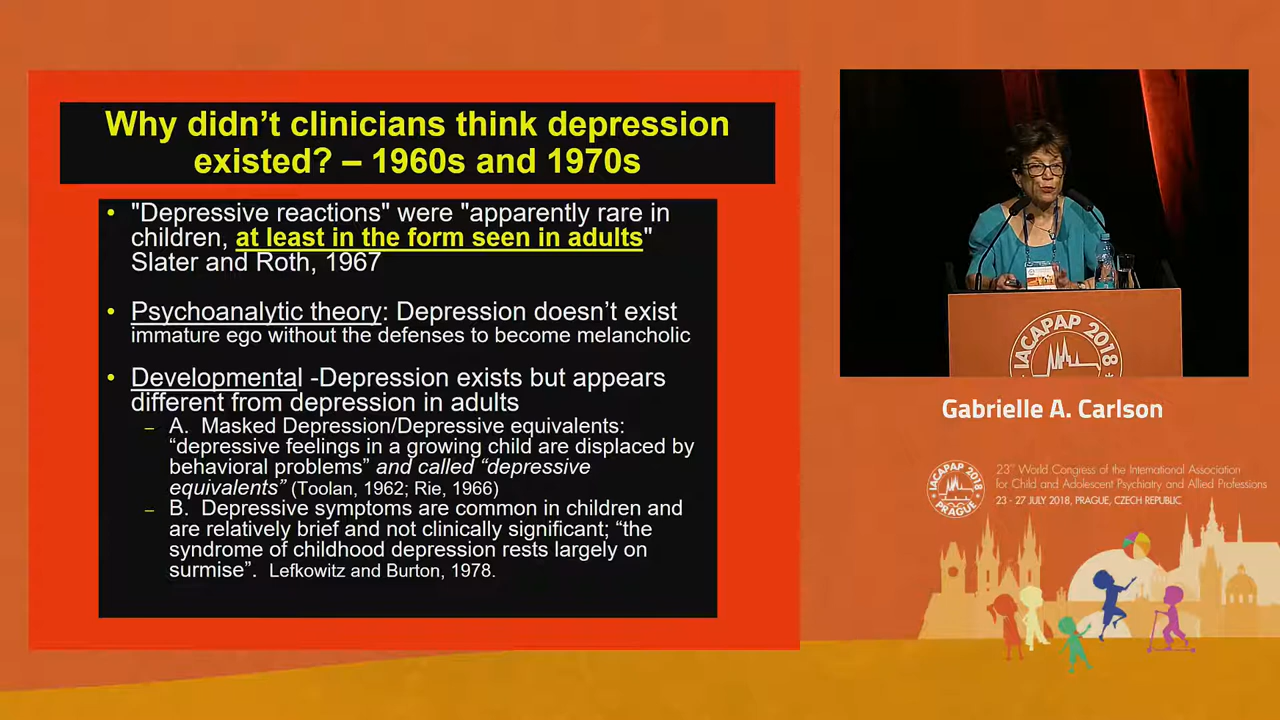 Why didn't clinicians think depression
existed? – 1960s and 1970s
• "Depressive reactions" were "apparently rare in
children, at least in the form seen in adults"
Slater and Roth, 1967
• Psychoanalytic theory: Depression doesn't exist
immature ego without the defenses to become melancholic
• Developmental -Depression exists but appears
different from depression in adults
– A. Masked Depression/Depressive equivalents:
“depressive feelings in a growing child are displaced by
behavioral problems” and called “depressive
equivalents” (Toolan, 1962; Rie, 1966)
– B. Depressive symptoms are common in children and
are relatively brief and not clinically significant; “the
syndrome of childhood depression rests largely on
surmise”. Lefkowitz and Burton, 1978.
IACAPAP 2018
Gabrielle A. Carlson
IACAPAP 2018
PRAGUE
23rd World Congress of the International Association
for Child and Adolescent Psychiatry and Allied Professions
23 - 27 JULY 2018, PRAGUE, CZECH REPUBLIC